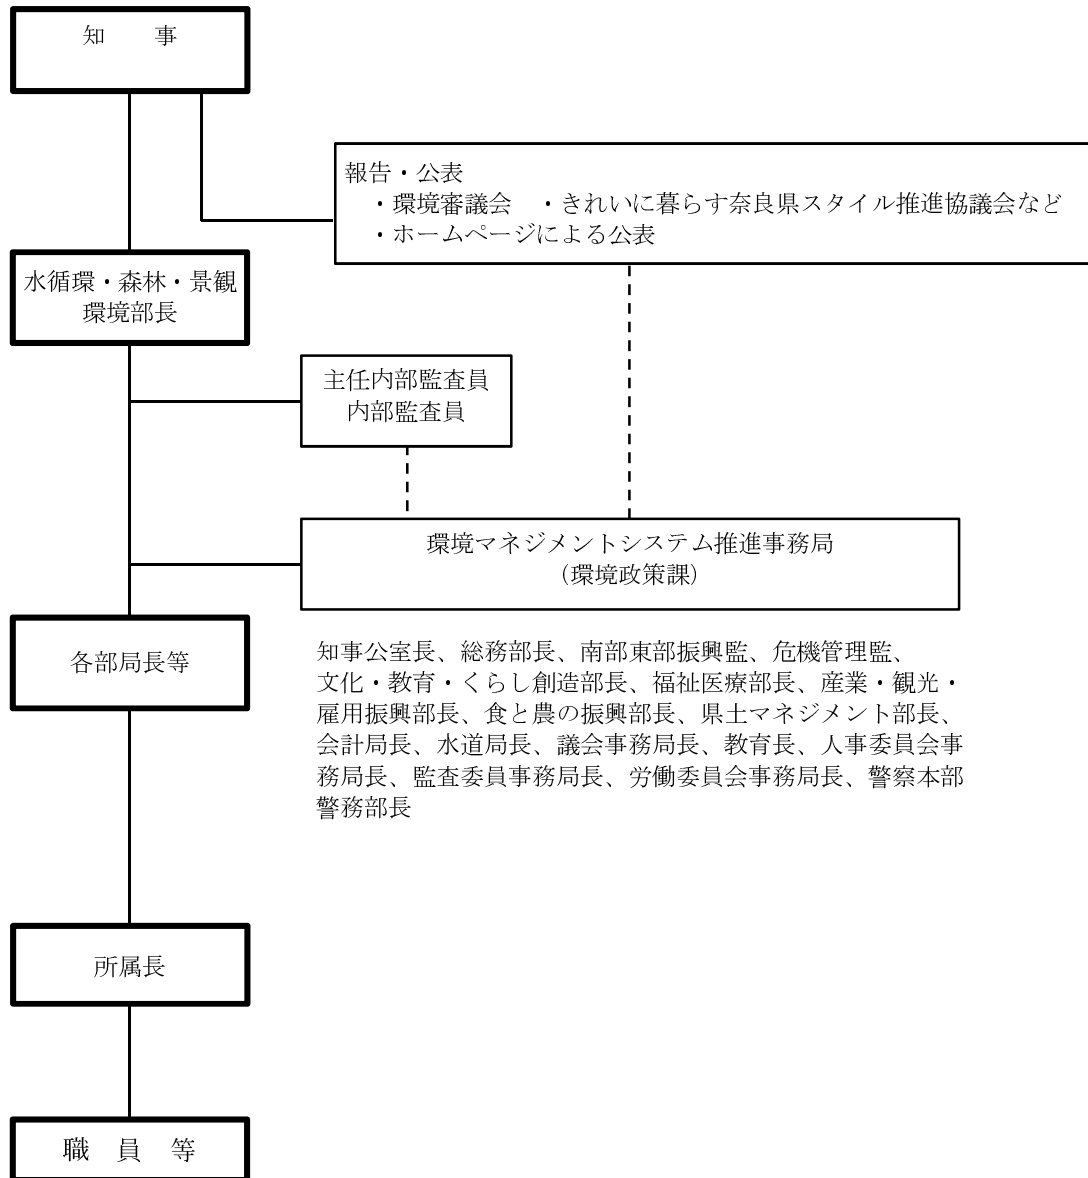 知　事
報告・公表
・環境審議会　・きれいに暮らす奈良県スタイル推進協議会など
・ホームページによる公表
水循環・森林・景観
環境部長
主任内部監査員
内部監査員
環境マネジメントシステム推進事務局
（環境政策課）
各部局長等
知事公室長、総務部長、南部東部振興監、危機管理監、
文化・教育・くらし創造部長、福祉医療部長、産業・観光・
雇用振興部長、食と農の振興部長、県土マネジメント部長、
会計局長、水道局長、議会事務局長、教育長、人事委員会事
務局長、監査委員事務局長、労働委員会事務局長、警察本部
警務部長
所属長
職　員　等